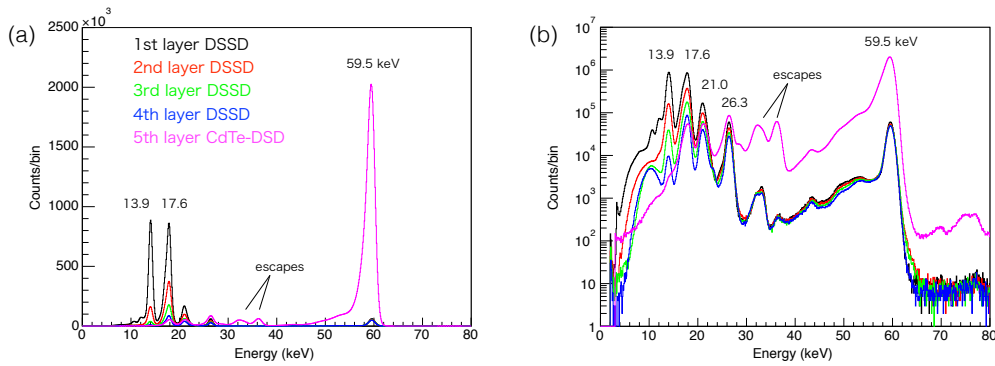 (a)
×10³
2500
2000
1500
1000
500
0
Counts/bin
1st layer DSSD
2nd layer DSSD
3rd layer DSSD
4th layer DSSD
5th layer CdTe-DSD
59.5 keV
13.9 17.6
escapes
0 10 20 30 40 50 60 70 80
Energy (keV)
(b)
10⁷
10⁶
10⁵
10⁴
10³
10²
10
1
Counts/bin
59.5 keV
13.9 17.6
escapes
21.0
26.3
0 10 20 30 40 50 60 70 80
Energy (keV)